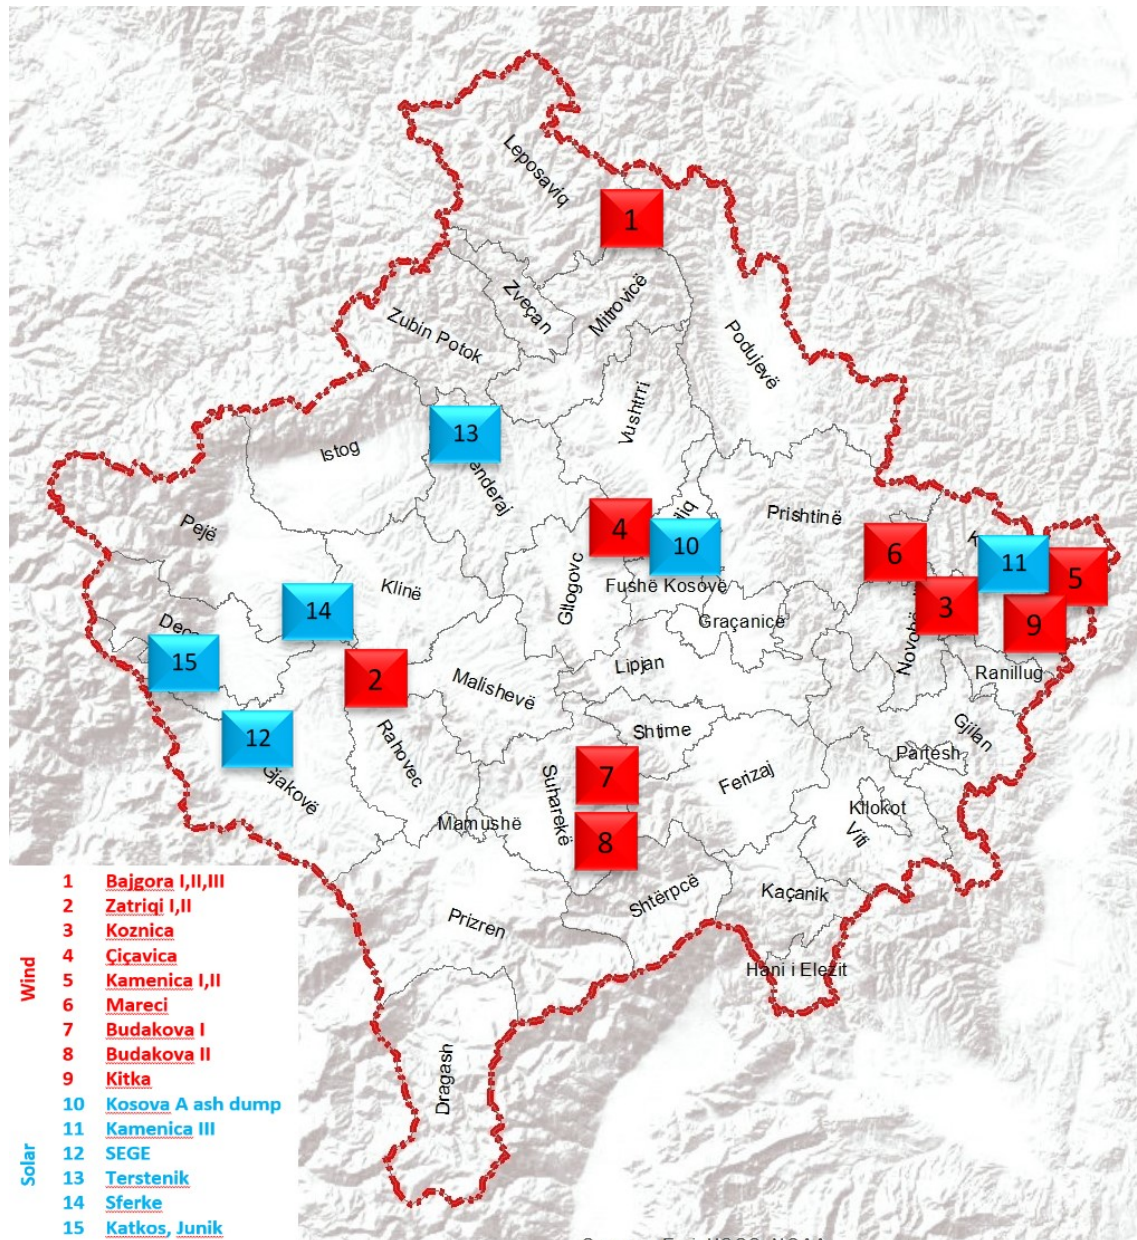 Leposaviq
1
Zveçan
Mitrovicë
Zubin Potok
Podujevë
Vushtrri
13
Istog
enderaj
Pejë
4
10
Prishtinë
6
K
11
5
Klinë
Gllogovc
Fushë Kosovë
14
3
9
Deça
Graçanicë
Novobë
15
2
Malishevë
Lipjan
Ranillug
12
Gjakovë
Rahovec
Shtime
7
Ferizaj
Gjilan
Partesh
Suharekë
Mamushë
8
Kllokot
Viti
Prizren
Shtërpcë
Kaçanik
Hani i Elezit
Dragash
Wind
1 Bajgora I,II,III
2 Zatriqi I,II
3 Koznica
4 Çiçavica
5 Kamenica I,II
6 Mareci
7 Budakova I
8 Budakova II
9 Kitka
Solar
10 Kosova A ash dump
11 Kamenica III
12 SEGE
13 Terstenik
14 Sferke
15 Katkos, Junik